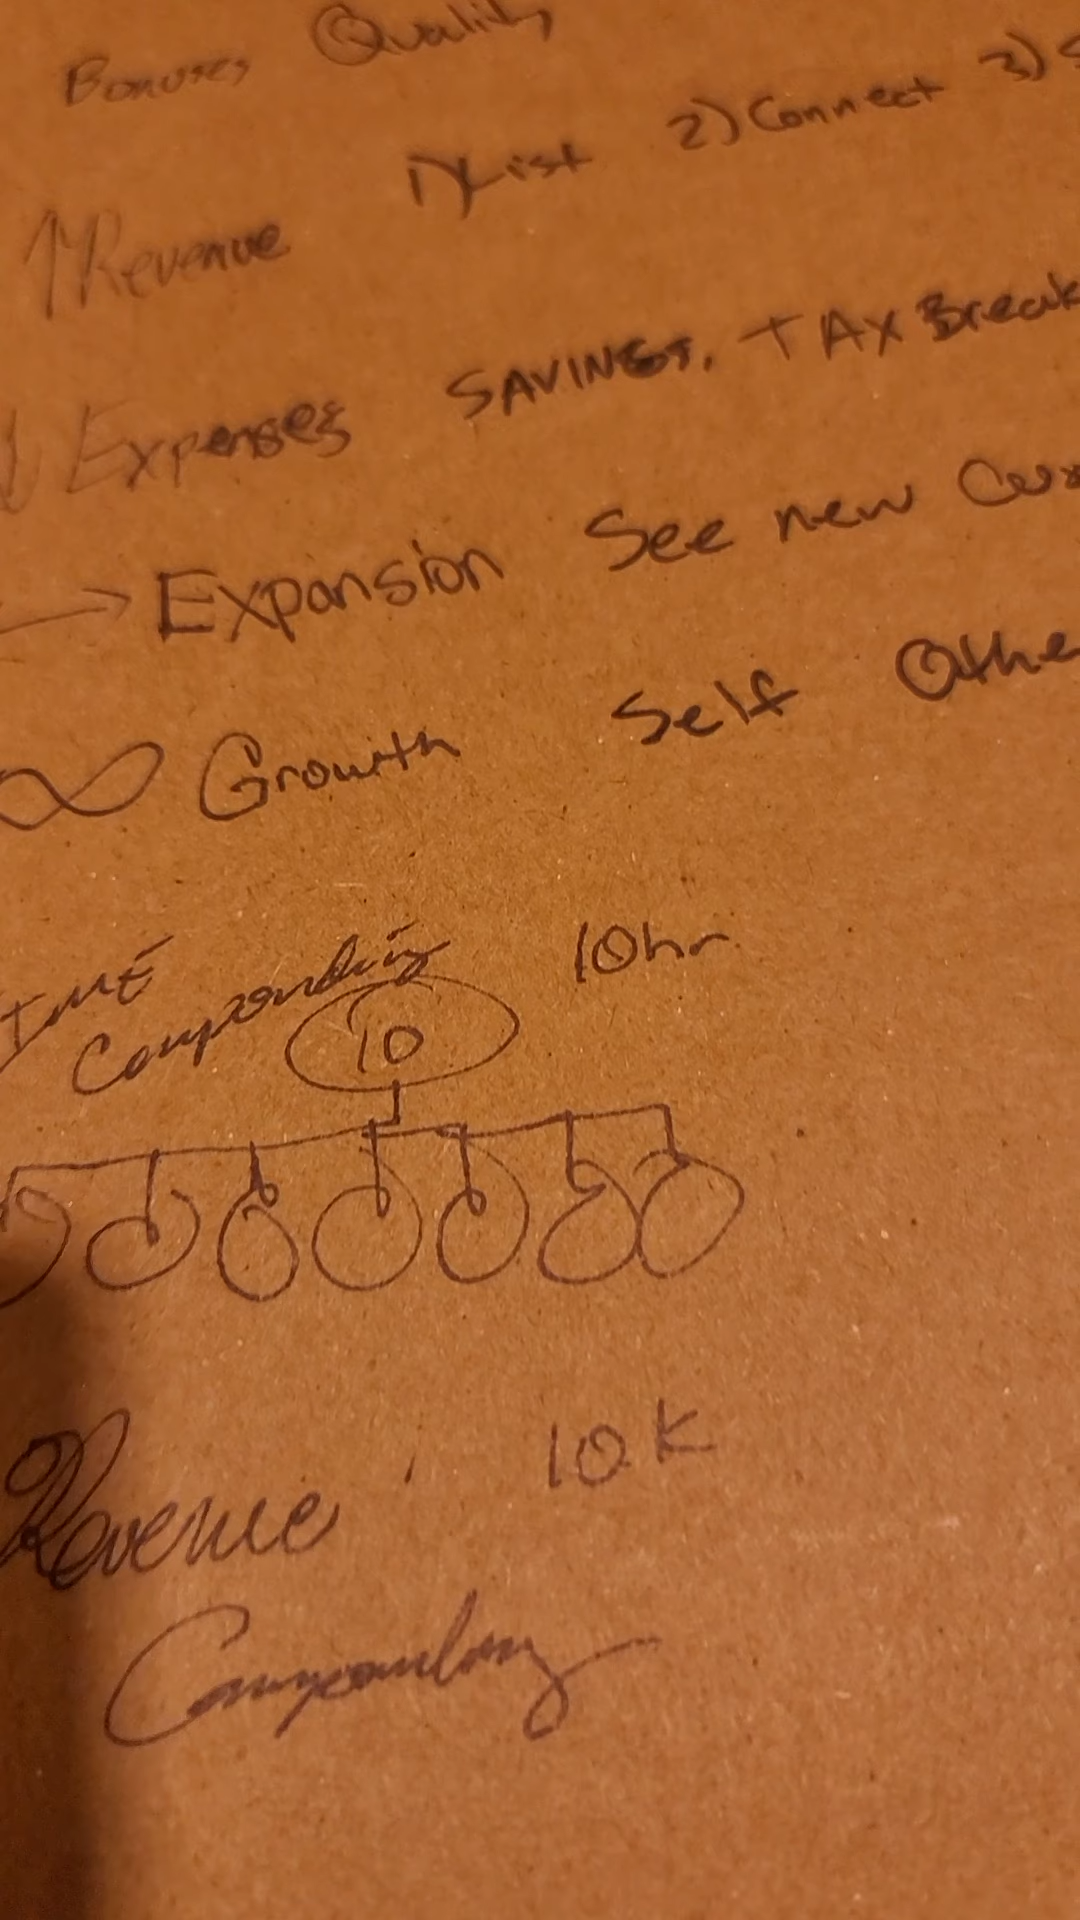 Bonuses Quality
↑ Revenue 1) List 2) Connect 3) S
↓ Expenses SAVINGS, TAX Break
→ Expansion See new Cus
∞ Growth Self Othe
TIME Compounding 10hr
10
Revenue 10K
Compounding